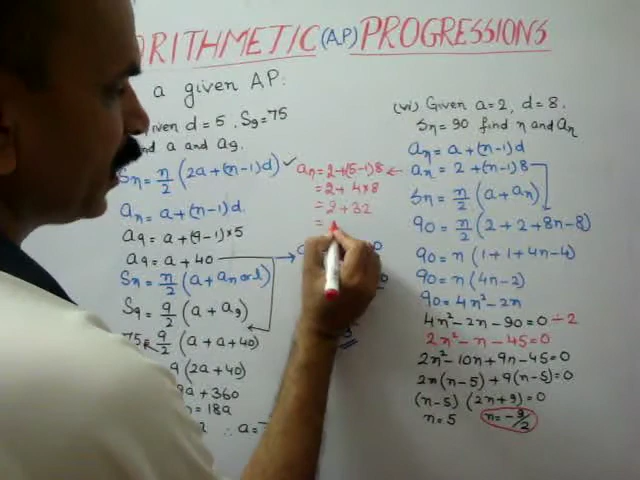 ARITHMETIC (A.P) PROGRESSIONS
a given AP:
d = 5, S9 = 75
a and a9.
Sn = n/2 (2a + (n-1)d) ✓
an = a + (n-1)d.
a9 = a + (9-1)×5
a9 = a + 40
Sn = n/2 (a + an or l)
S9 = 9/2 (a + a9)
75 = 9/2 (a + a + 40)
9 (2a + 40)
9a + 360
= 18a
∴ a =
an = 2 + (5-1)8
= 2 + 4×8
= 2 + 32
=
(vi) Given a = 2, d = 8.
Sn = 90 find n and an
an = a + (n-1)d
an = 2 + (n-1)8
Sn = n/2 (a + an)
90 = n/2 (2 + 2 + 8n - 8)
90 = n (1 + 1 + 4n - 4)
90 = n (4n - 2)
90 = 4n² - 2n
4n² - 2n - 90 = 0 ÷ 2
2n² - n - 45 = 0
2n² - 10n + 9n - 45 = 0
2n (n-5) + 9 (n-5) = 0
(n-5) (2n+9) = 0
n = 5 n = -9/2